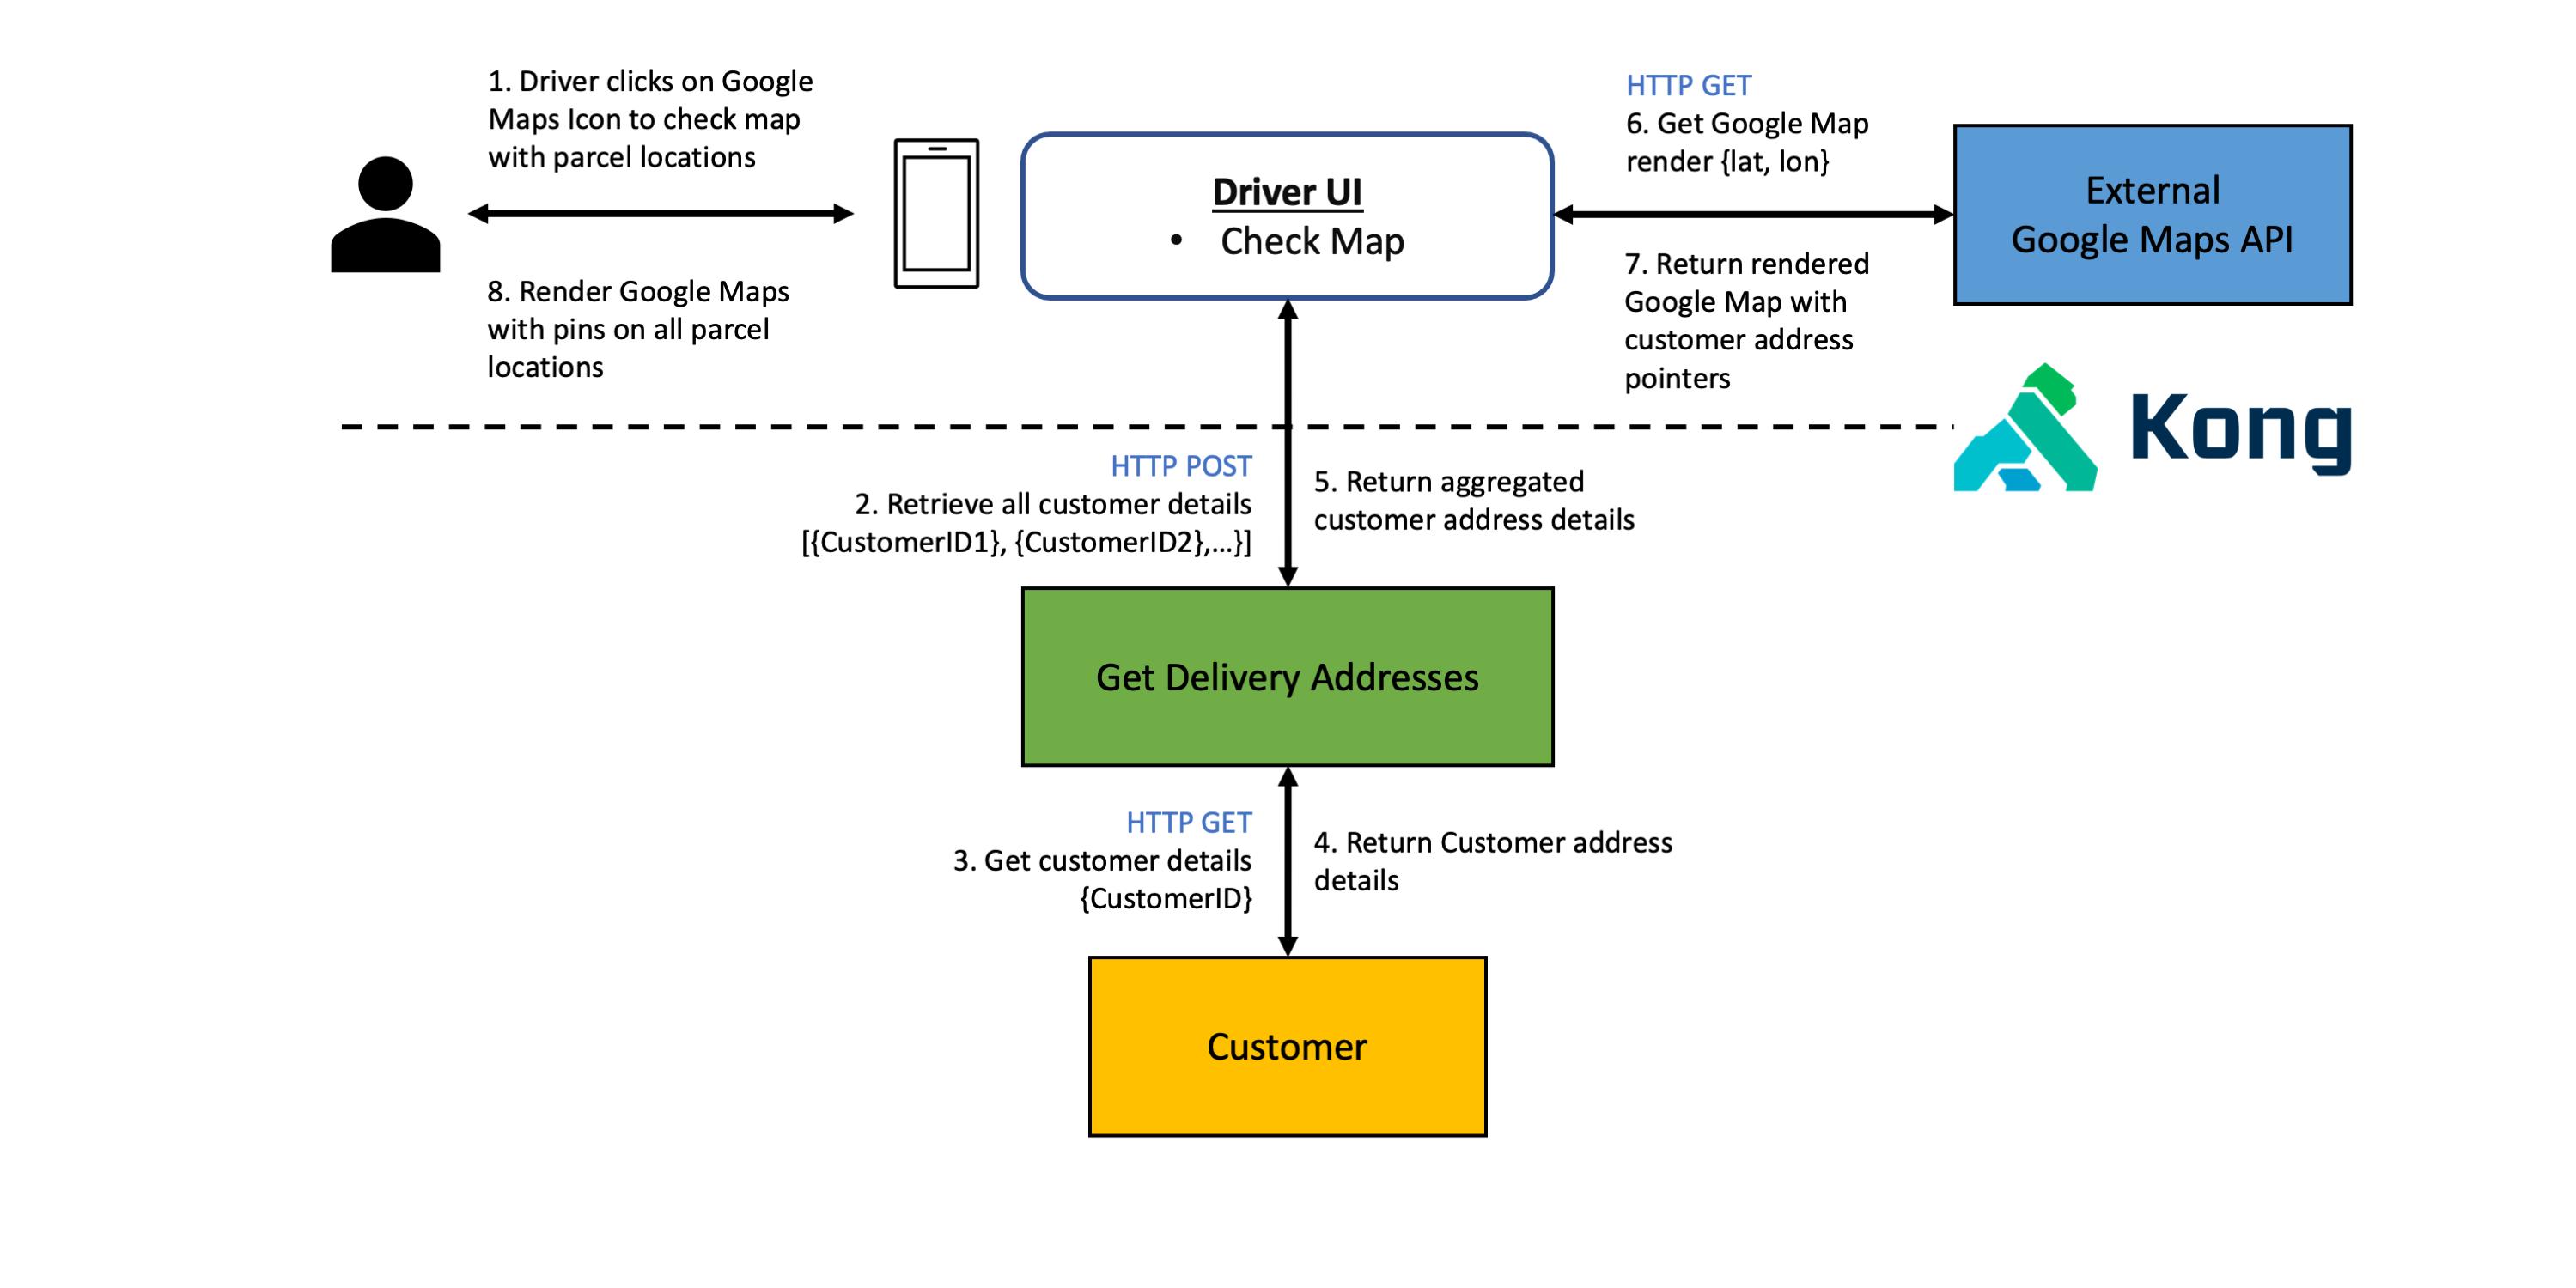 1. Driver clicks on Google
Maps Icon to check map
with parcel locations
8. Render Google Maps
with pins on all parcel
locations
Driver UI
• Check Map
HTTP GET
6. Get Google Map
render {lat, lon}
7. Return rendered
Google Map with
customer address
pointers
External
Google Maps API
Kong
HTTP POST
2. Retrieve all customer details
[{CustomerID1}, {CustomerID2},...}]
5. Return aggregated
customer address details
Get Delivery Addresses
HTTP GET
3. Get customer details
{CustomerID}
4. Return Customer address
details
Customer